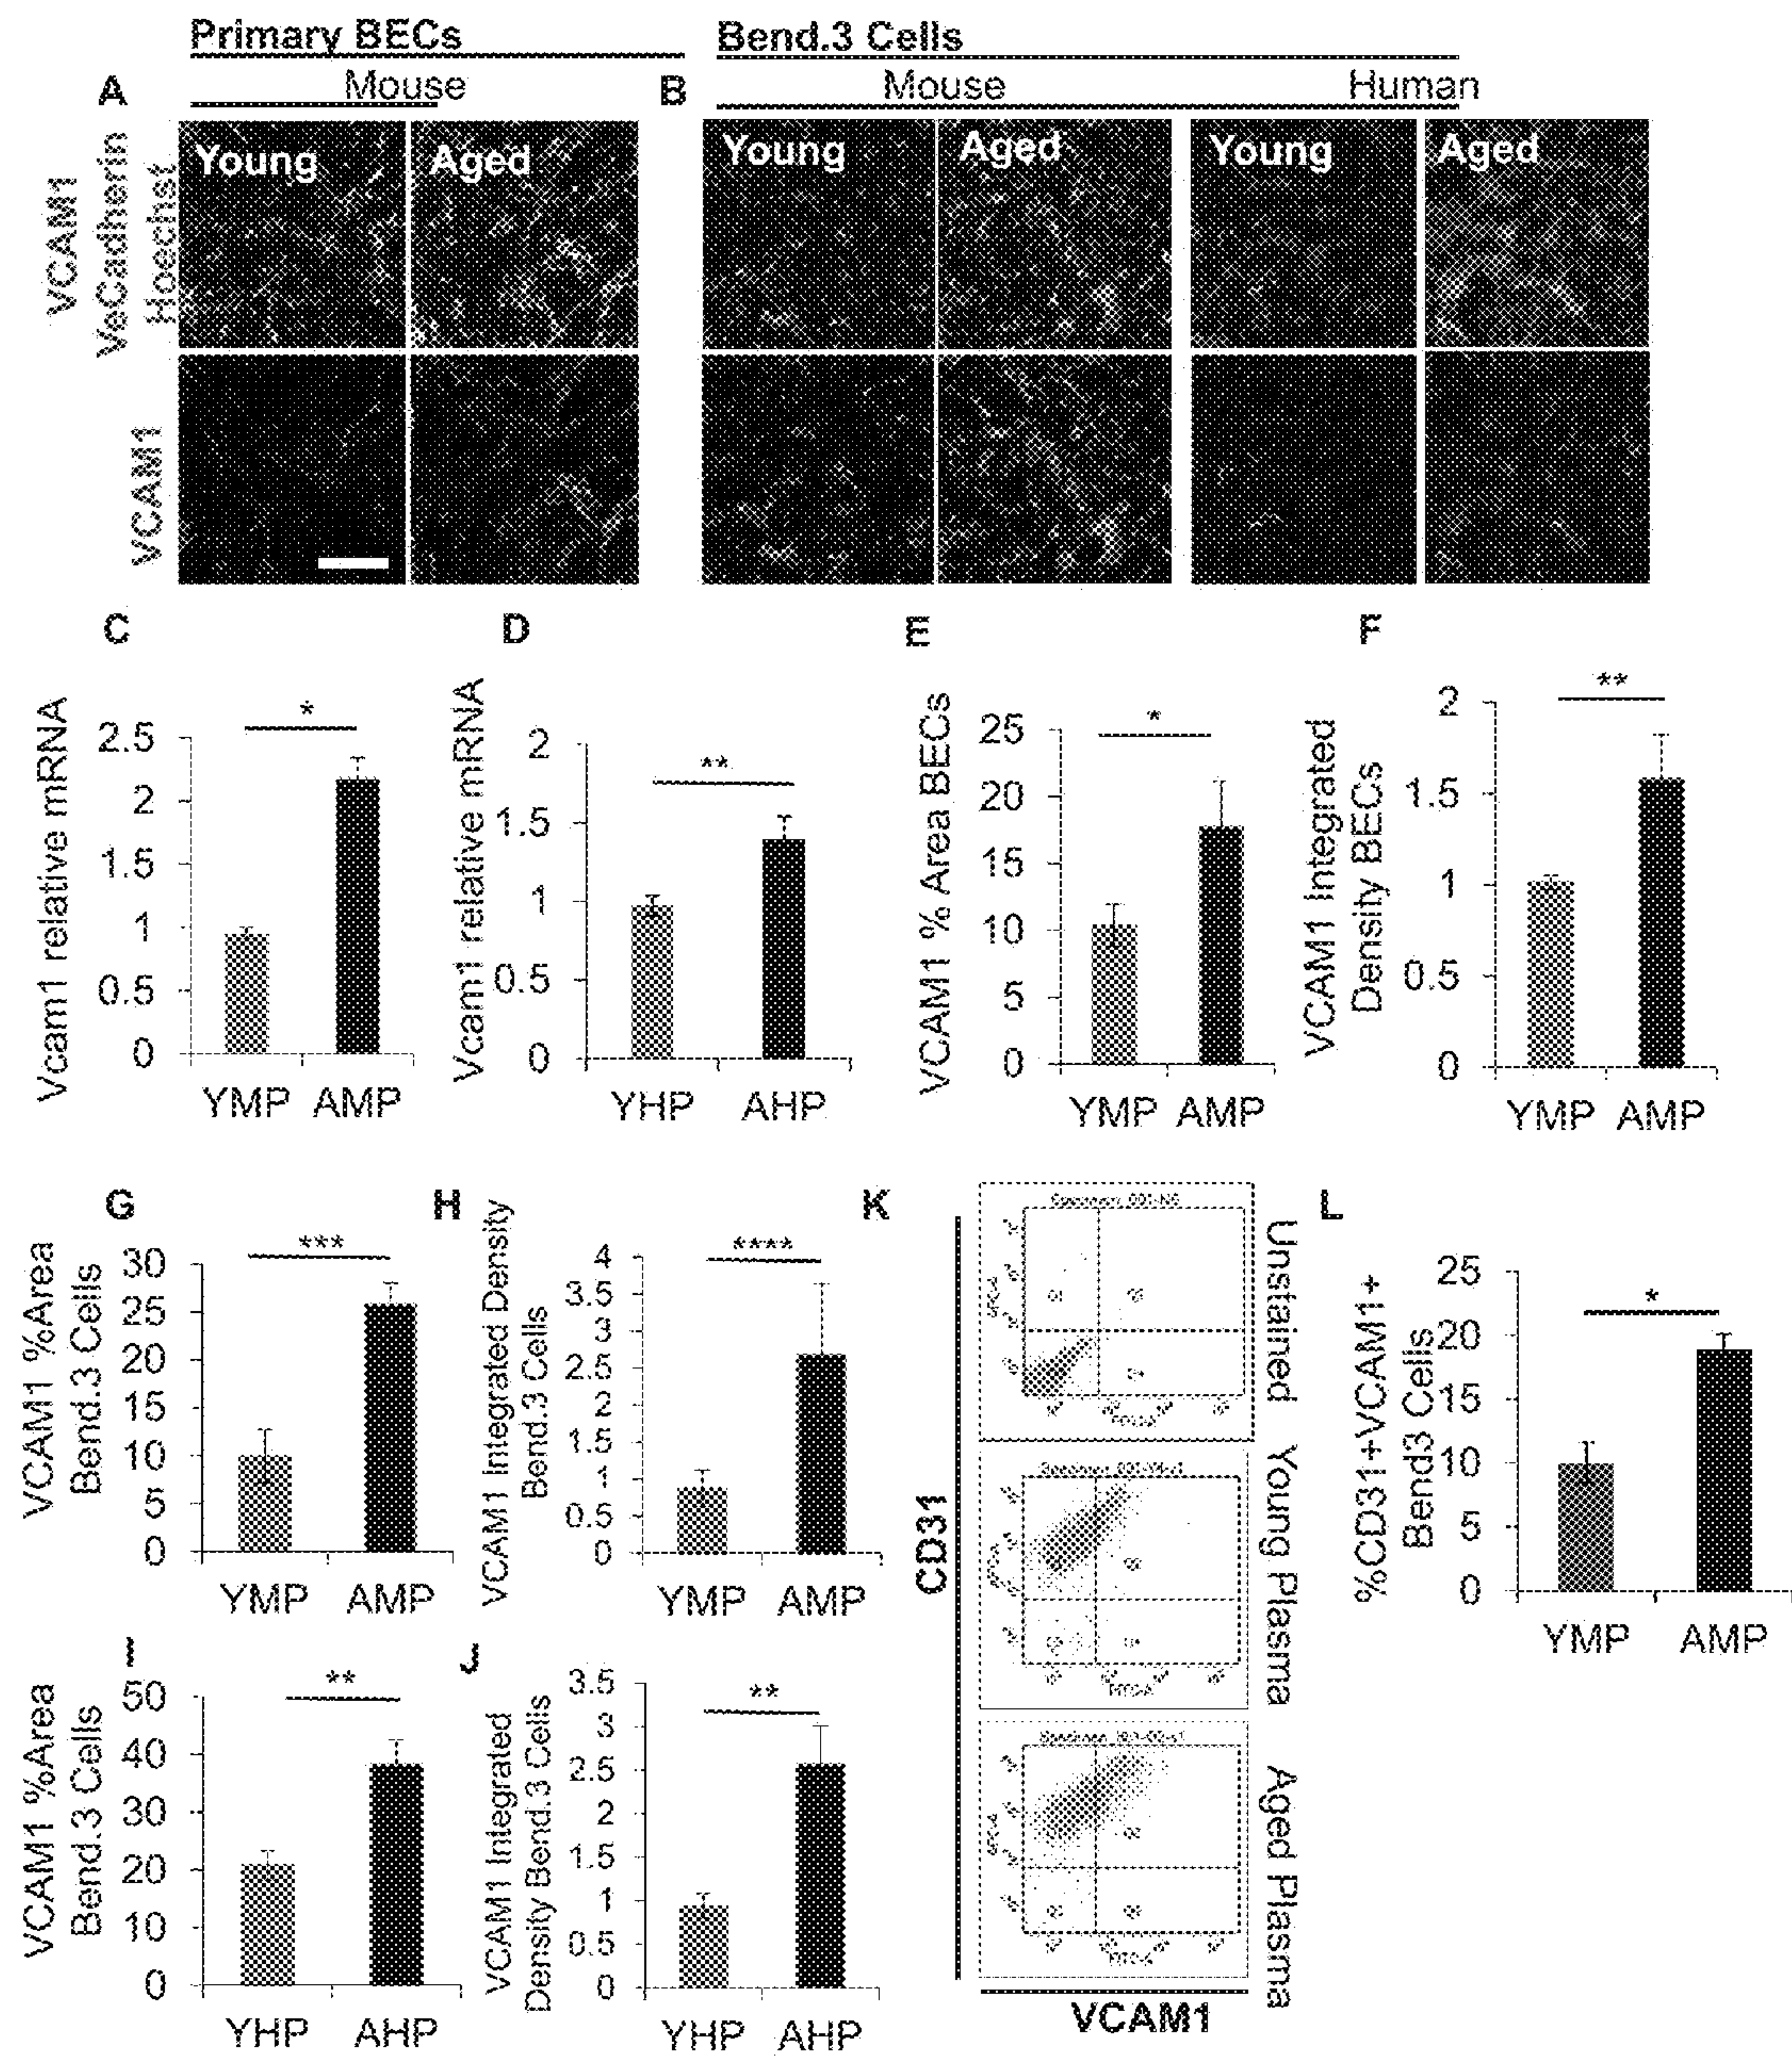 Primary BECs
Bend.3 Cells
A
Mouse
B
Mouse
Human
VCAM1
VeCadherin
Hoechst
Young
Aged
Young
Aged
Young
Aged
VCAM1
C
D
E
F
Vcam1 relative mRNA
2.5
2
1.5
1
0.5
0
*
YMP AMP
Vcam1 relative mRNA
2
1.5
1
0.5
0
**
YHP AHP
VCAM1 % Area BECs
25
20
15
10
5
0
*
YMP AMP
VCAM1 Integrated
Density BECs
2
1.5
1
0.5
0
**
YMP AMP
G
H
K
L
VCAM1 %Area
Bend.3 Cells
30
25
20
15
10
5
0
***
YMP AMP
VCAM1 Integrated Density
Bend.3 Cells
4
3.5
3
2.5
2
1.5
1
0.5
0
****
YMP AMP
CD31
Unstained
Young Plasma
Aged Plasma
VCAM1
%CD31+VCAM1+
Bend3 Cells
25
20
15
10
5
0
*
YMP AMP
I
J
VCAM1 %Area
Bend.3 Cells
50
40
30
20
10
0
**
YHP AHP
VCAM1 Integrated
Density Bend.3 Cells
3.5
3
2.5
2
1.5
1
0.5
0
**
YHP AHP